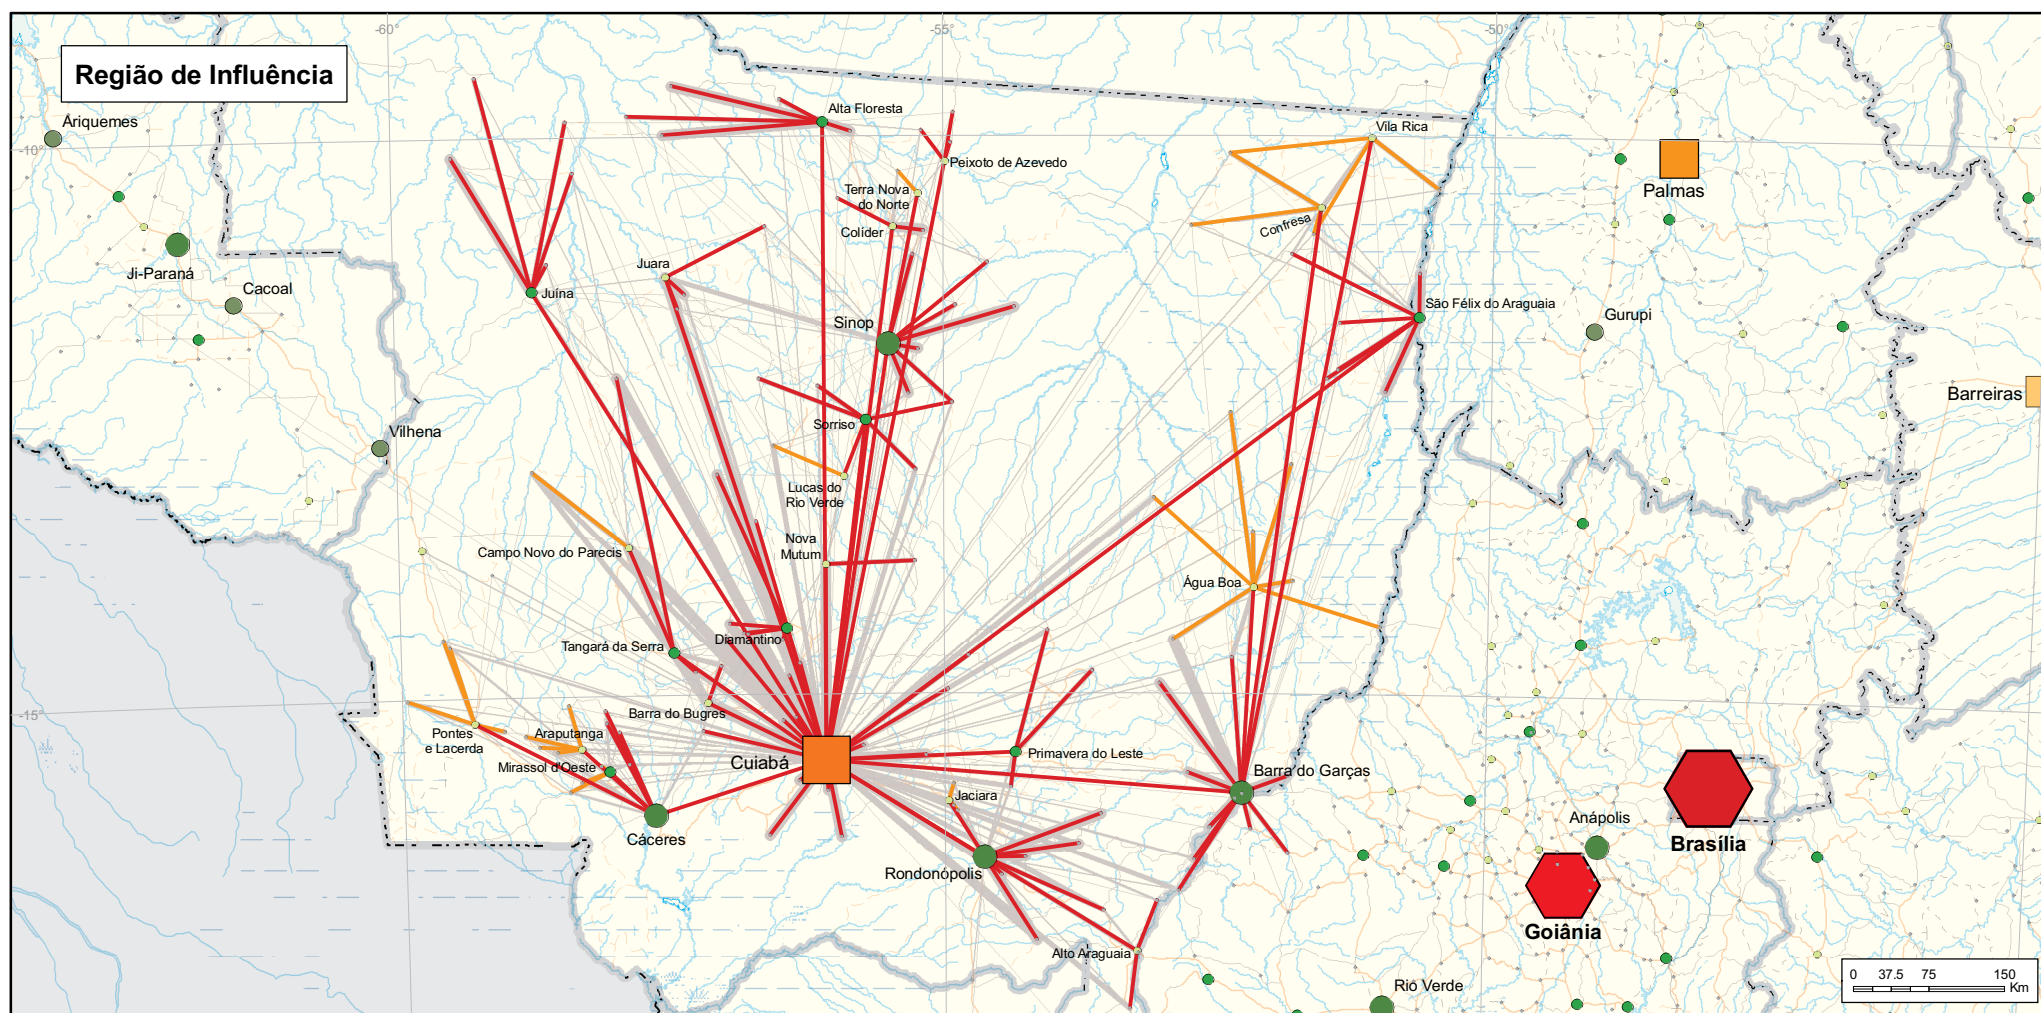 -60°
-55°
-50°
Região de Influência
Ariquemes
Alta Floresta
Vila Rica
-10°
Peixoto de Azevedo
Terra Nova
do Norte
Palmas
Confresa
Colíder
Ji-Paraná
Juara
Cacoal
Juína
São Félix do Araguaia
Gurupi
Sinop
Barreiras
Sorriso
Vilhena
Lucas do
Rio Verde
Nova
Mutum
Campo Novo do Parecis
Água Boa
Diamantino
Tangará da Serra
-15°
Barra do Bugres
Pontes
e Lacerda
Araputanga
Mirassol d'Oeste
Cuiabá
Primavera do Leste
Barra do Garças
Jaciara
Cáceres
Anápolis
Brasília
Rondonópolis
Goiânia
Alto Araguaia
Rio Verde
0 37.5 75 150
Km